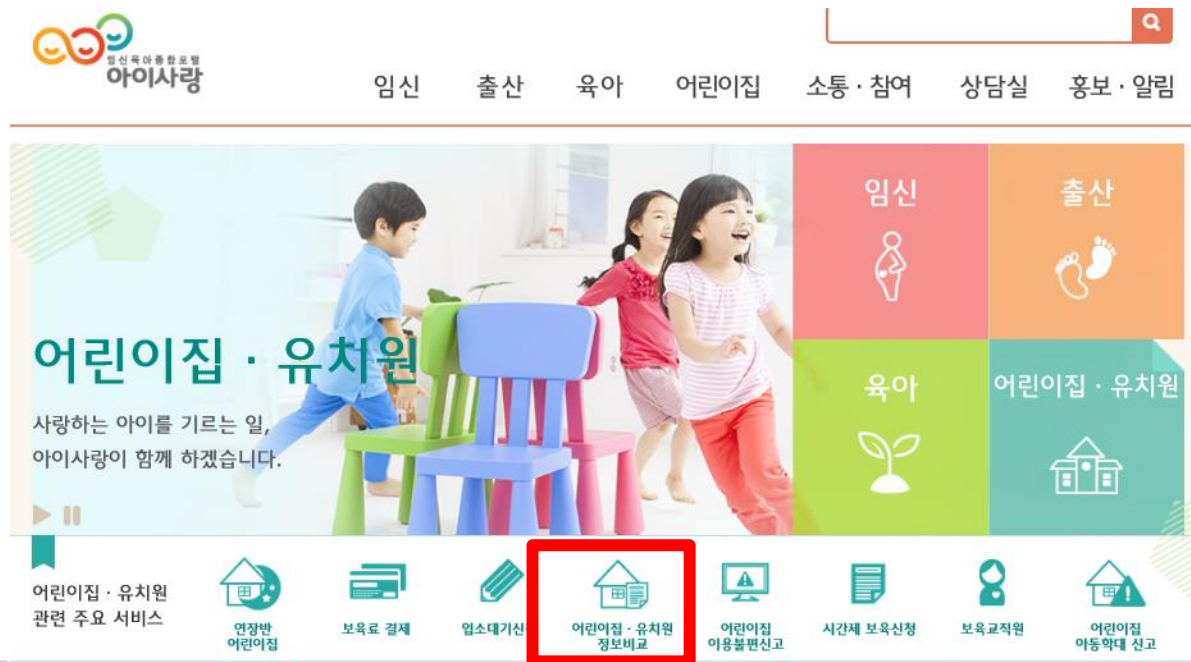 임신육아종합포털
아이사랑
임신 출산 육아 어린이집 소통 · 참여 상담실 홍보 · 알림
어린이집 · 유치원
사랑하는 아이를 기르는 일,
아이사랑이 함께 하겠습니다.
임신
출산
육아
어린이집 · 유치원
어린이집 · 유치원
관련 주요 서비스
연장반
어린이집
보육료 결제
입소대기신청
어린이집 · 유치원
정보비교
어린이집
이용불편신고
시간제 보육신청
보육교직원
어린이집
아동학대 신고